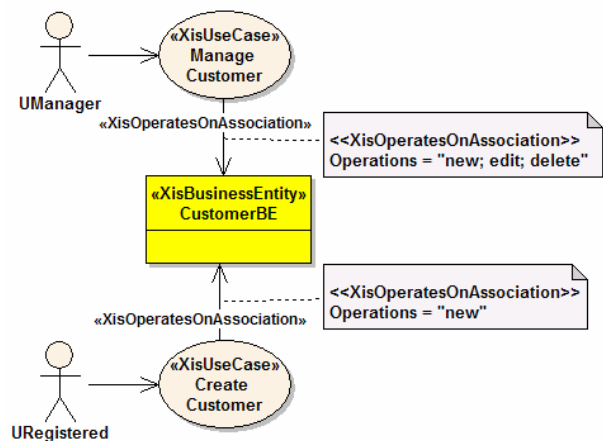 «XisUseCase»
Manage
Customer
UManager
«XisOperatesOnAssociation»
<<XisOperatesOnAssociation>>
Operations = "new; edit; delete"
«XisBusinessEntity»
CustomerBE
<<XisOperatesOnAssociation>>
Operations = "new"
«XisOperatesOnAssociation»
«XisUseCase»
Create
Customer
URegistered